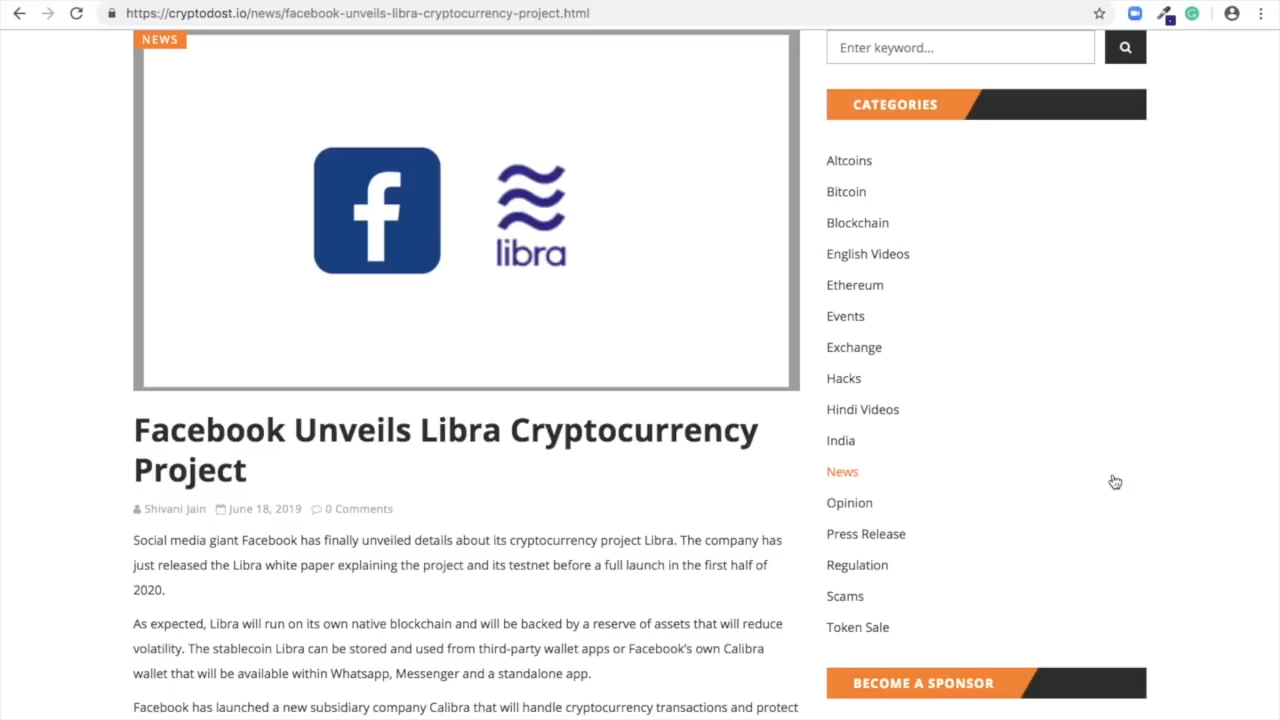 https://cryptodost.io/news/facebook-unveils-libra-cryptocurrency-project.html
NEWS
f
libra
Facebook Unveils Libra Cryptocurrency
Project
Shivani Jain June 18, 2019 0 Comments
Social media giant Facebook has finally unveiled details about its cryptocurrency project Libra. The company has
just released the Libra white paper explaining the project and its testnet before a full launch in the first half of
2020.
As expected, Libra will run on its own native blockchain and will be backed by a reserve of assets that will reduce
volatility. The stablecoin Libra can be stored and used from third-party wallet apps or Facebook's own Calibra
wallet that will be available within Whatsapp, Messenger and a standalone app.
Facebook has launched a new subsidiary company Calibra that will handle cryptocurrency transactions and protect
Enter keyword...
CATEGORIES
Altcoins
Bitcoin
Blockchain
English Videos
Ethereum
Events
Exchange
Hacks
Hindi Videos
India
News
Opinion
Press Release
Regulation
Scams
Token Sale
BECOME A SPONSOR